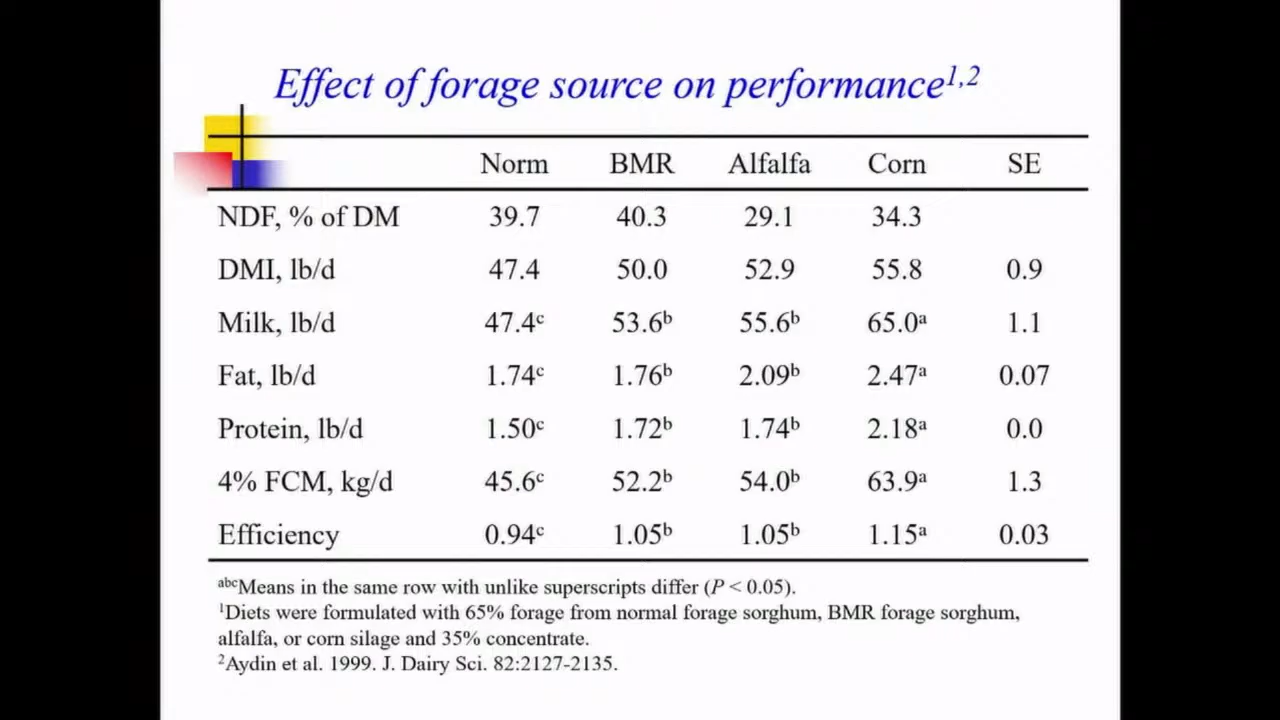 Effect of forage source on performance1,2
Norm BMR Alfalfa Corn SE
NDF, % of DM 39.7 40.3 29.1 34.3
DMI, lb/d 47.4 50.0 52.9 55.8 0.9
Milk, lb/d 47.4c 53.6b 55.6b 65.0a 1.1
Fat, lb/d 1.74c 1.76b 2.09b 2.47a 0.07
Protein, lb/d 1.50c 1.72b 1.74b 2.18a 0.0
4% FCM, kg/d 45.6c 52.2b 54.0b 63.9a 1.3
Efficiency 0.94c 1.05b 1.05b 1.15a 0.03
abcMeans in the same row with unlike superscripts differ (P < 0.05).
1Diets were formulated with 65% forage from normal forage sorghum, BMR forage sorghum,
alfalfa, or corn silage and 35% concentrate.
2Aydin et al. 1999. J. Dairy Sci. 82:2127-2135.